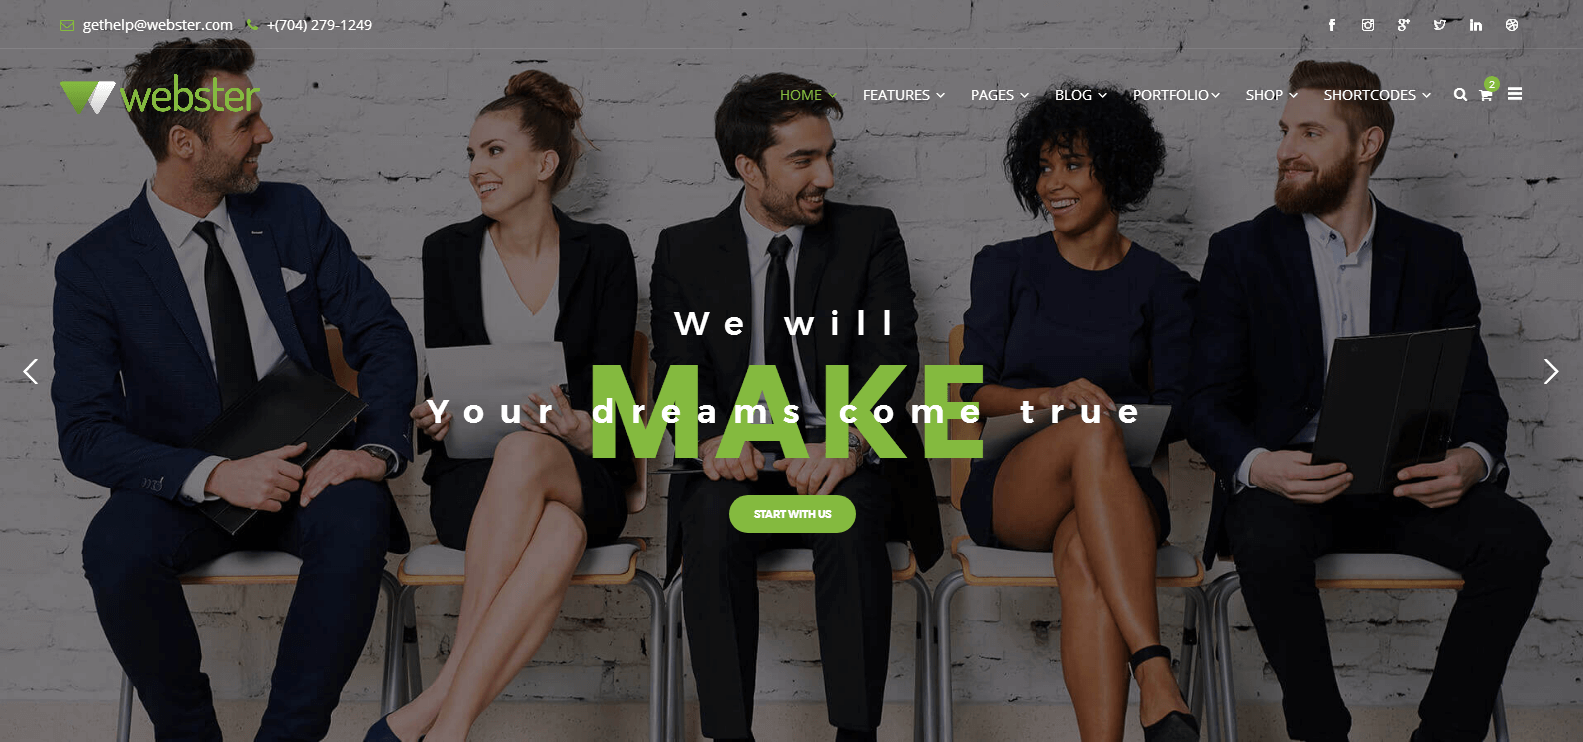 gethelp@webster.com +(704) 279-1249
webster
HOME FEATURES PAGES BLOG PORTFOLIO SHOP SHORTCODES 2
We will
MAKE
Your dreams come true
START WITH US